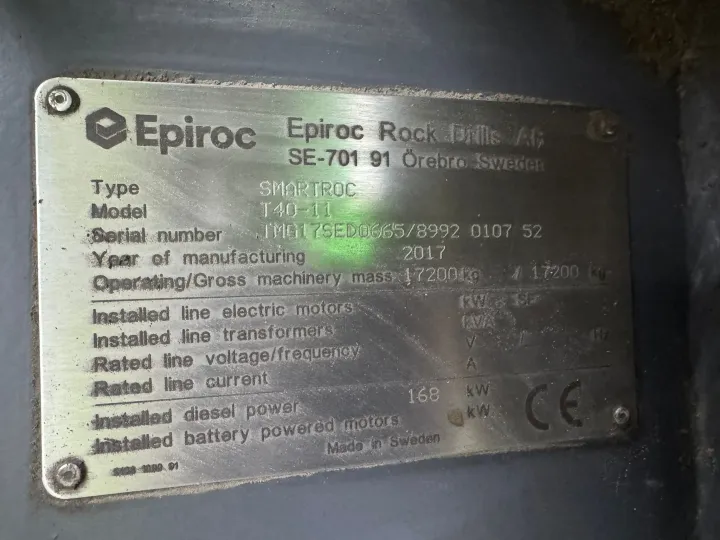 Epiroc
Epiroc Rock Drills AB
SE-701 91 Örebro Sweden
Type SMARTROC
Model T40-11
Serial number TMG17SED0665/8992 0107 52
Year of manufacturing 2017
Operating/Gross machinery mass 17200 kg / 17200 kg
Installed line electric motors kW SE
Installed line transformers kVA
Rated line voltage/frequency V / Hz
Rated line current A
Installed diesel power 168 kW
Installed battery powered motors kW
CE
Made in Sweden